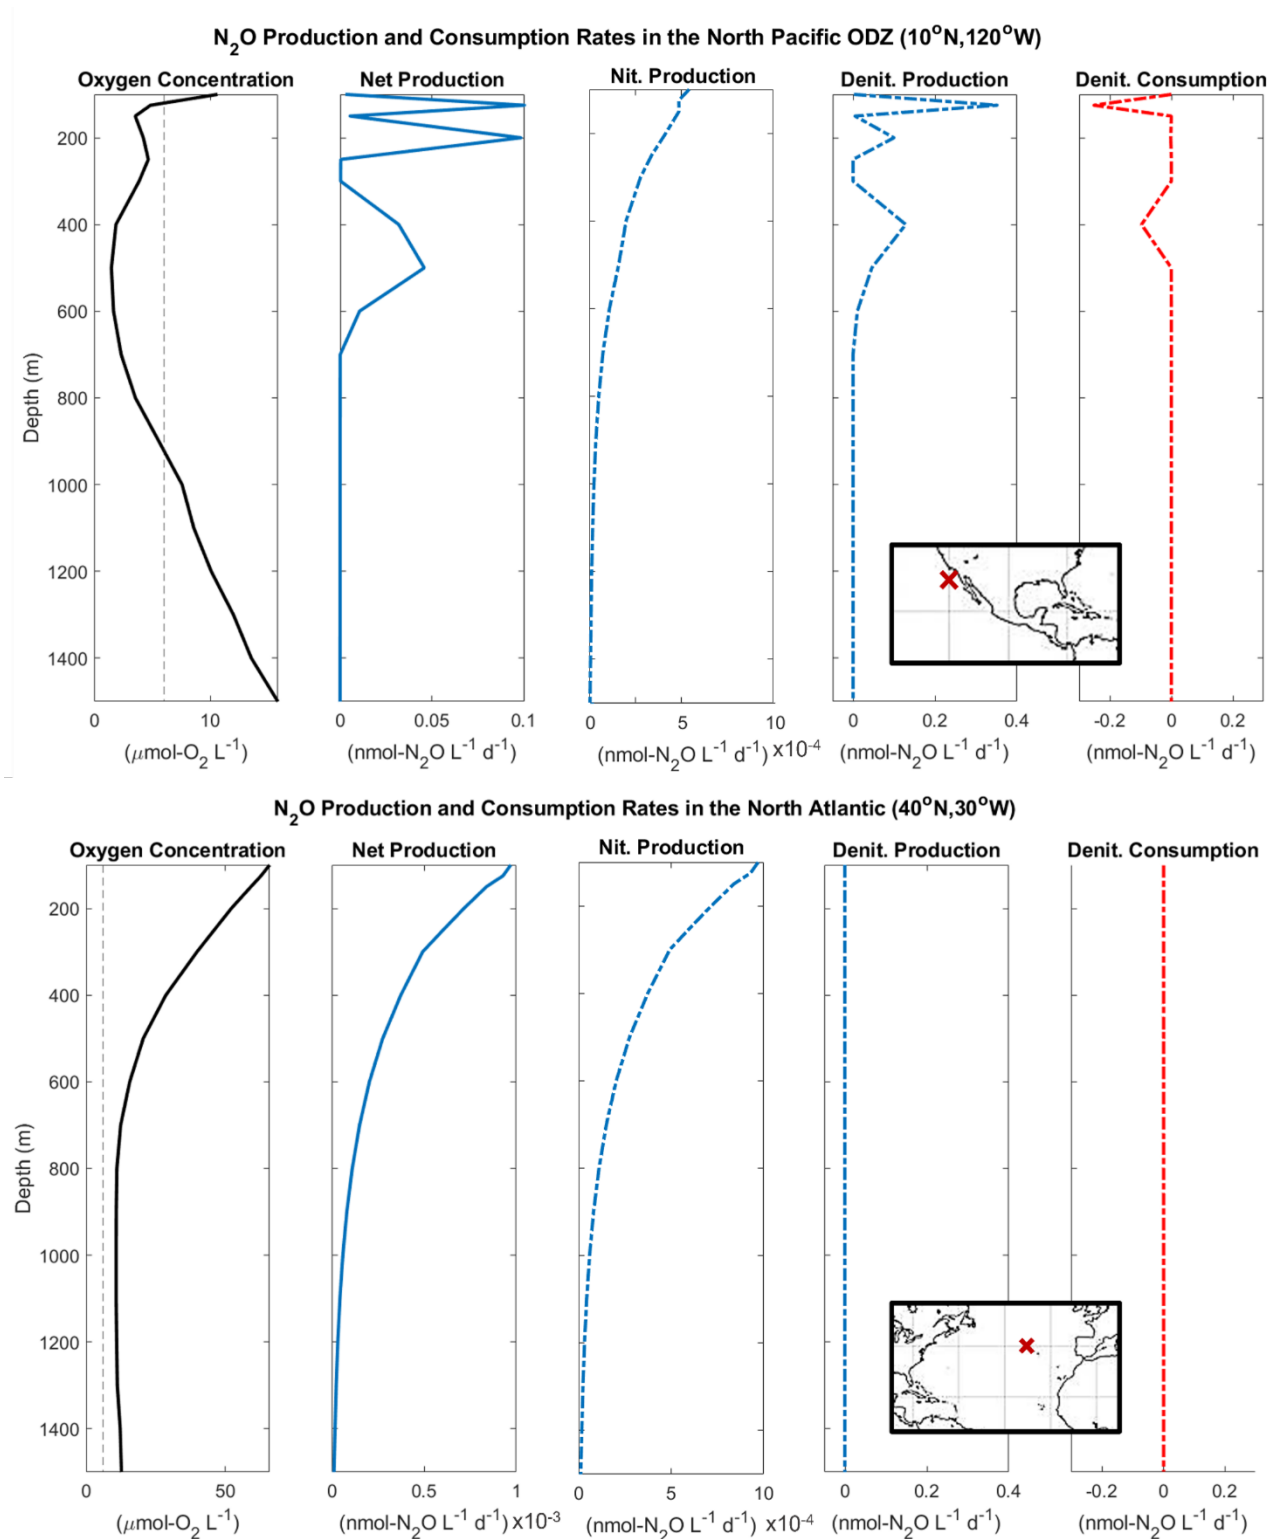 N₂O Production and Consumption Rates in the North Pacific ODZ (10°N,120°W)
Oxygen Concentration Net Production Nit. Production Denit. Production Denit. Consumption
200
400
600
800
1000
1200
1400
Depth (m)
0 10 0 0.05 0.1 0 5 10 0 0.2 0.4 -0.2 0 0.2
(μmol-O₂ L⁻¹) (nmol-N₂O L⁻¹ d⁻¹) (nmol-N₂O L⁻¹ d⁻¹) x10⁻⁴ (nmol-N₂O L⁻¹ d⁻¹) (nmol-N₂O L⁻¹ d⁻¹)
N₂O Production and Consumption Rates in the North Atlantic (40°N,30°W)
Oxygen Concentration Net Production Nit. Production Denit. Production Denit. Consumption
200
400
600
800
1000
1200
1400
Depth (m)
0 50 0 0.5 1 0 5 10 0 0.2 0.4 -0.2 0 0.2
(μmol-O₂ L⁻¹) (nmol-N₂O L⁻¹ d⁻¹) x10⁻³ (nmol-N₂O L⁻¹ d⁻¹) x10⁻⁴ (nmol-N₂O L⁻¹ d⁻¹) (nmol-N₂O L⁻¹ d⁻¹)